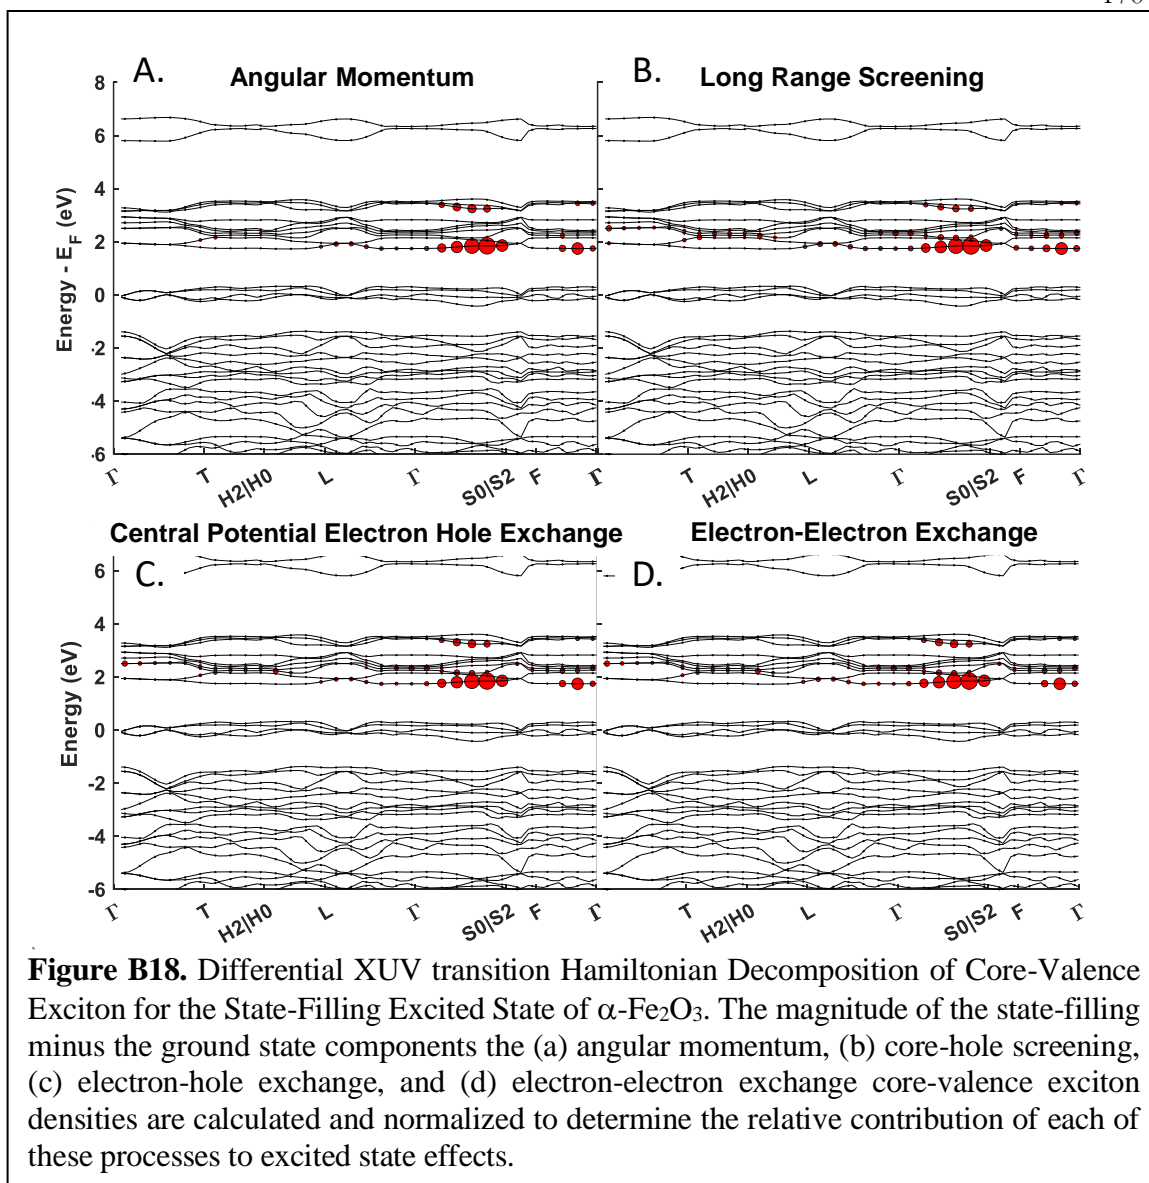 A.
Angular Momentum
B.
Long Range Screening
8
6
4
2
0
-2
-4
-6
Energy - E_F (eV)
Γ
T
H2|H0
L
Γ
S0|S2
F
Γ
T
H2|H0
L
Γ
S0|S2
F
Γ
Central Potential Electron Hole Exchange
Electron-Electron Exchange
C.
D.
6
4
2
0
-2
-4
-6
Energy (eV)
Γ
T
H2|H0
L
Γ
S0|S2
F
Γ
T
H2|H0
L
Γ
S0|S2
F
Γ
Figure B18. Differential XUV transition Hamiltonian Decomposition of Core-Valence
Exciton for the State-Filling Excited State of α-Fe₂O₃. The magnitude of the state-filling
minus the ground state components the (a) angular momentum, (b) core-hole screening,
(c) electron-hole exchange, and (d) electron-electron exchange core-valence exciton
densities are calculated and normalized to determine the relative contribution of each of
these processes to excited state effects.